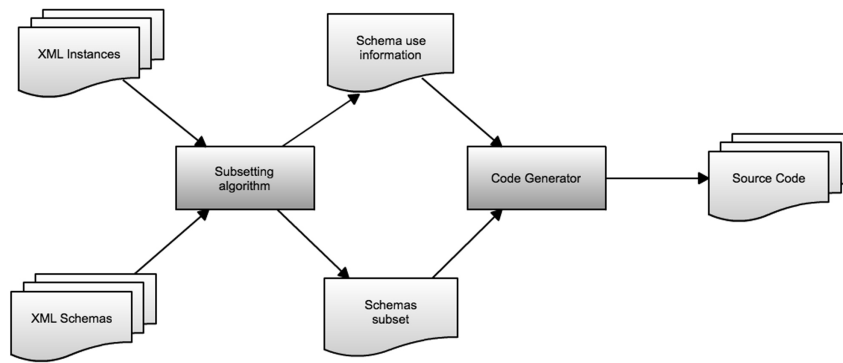 XML Instances
Schema use
information
Subsetting
algorithm
Code Generator
Source Code
XML Schemas
Schemas
subset